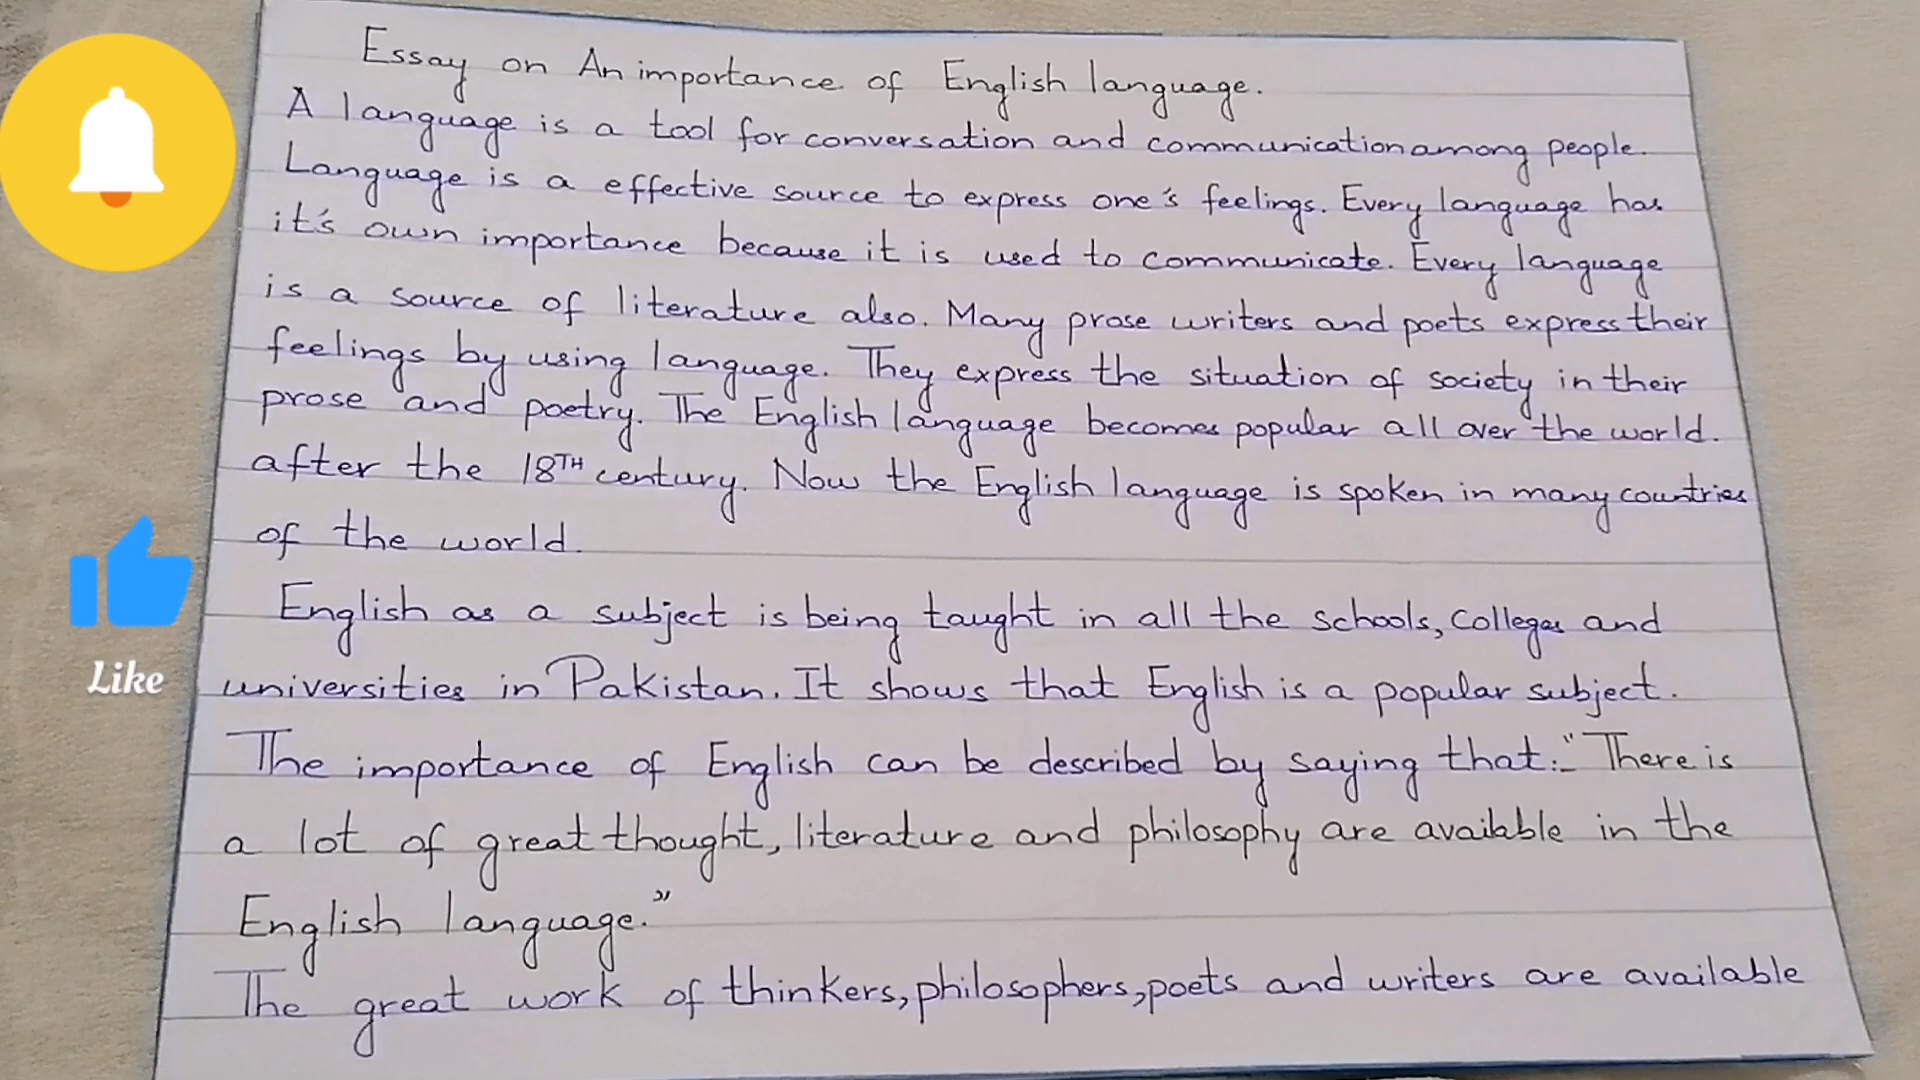 Essay on An importance of English language.
A language is a tool for conversation and communication among people.
Language is a effective source to express one's feelings. Every language has
it's own importance because it is used to communicate. Every language
is a source of literature also. Many prose writers and poets express their
feelings by using language. They express the situation of society in their
prose and poetry. The English language becomes popular all over the world.
after the 18TH century. Now the English language is spoken in many countries
of the world.
English as a subject is being taught in all the schools, colleges and
universities in Pakistan. It shows that English is a popular subject.
The importance of English can be described by saying that:- "There is
a lot of great thought, literature and philosophy are available in the
English language."
The great work of thinkers, philosophers, poets and writers are available
Like